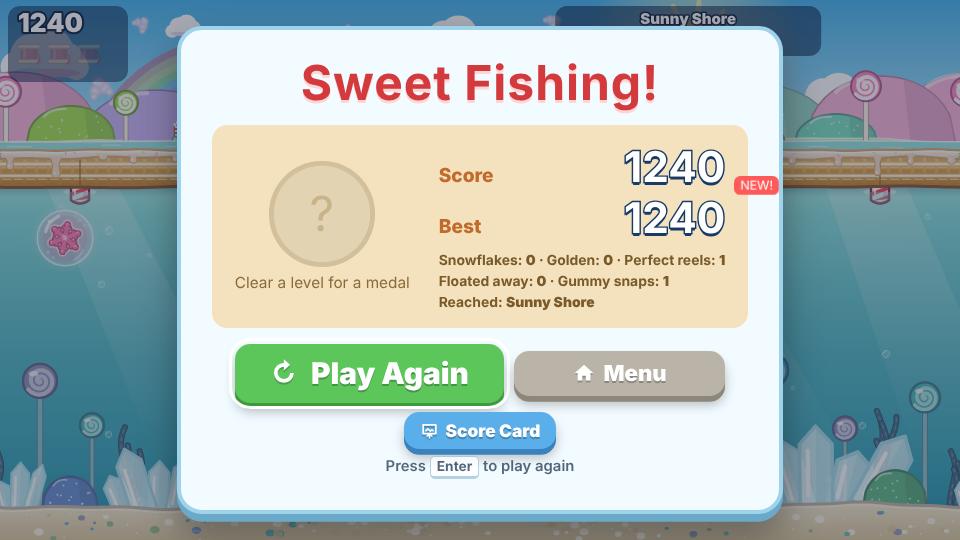 1240
Sunny Shore
Sweet Fishing!
?
Clear a level for a medal
Score 1240
NEW!
Best 1240
Snowflakes: 0 · Golden: 0 · Perfect reels: 1
Floated away: 0 · Gummy snaps: 1
Reached: Sunny Shore
Play Again
Menu
Score Card
Press Enter to play again